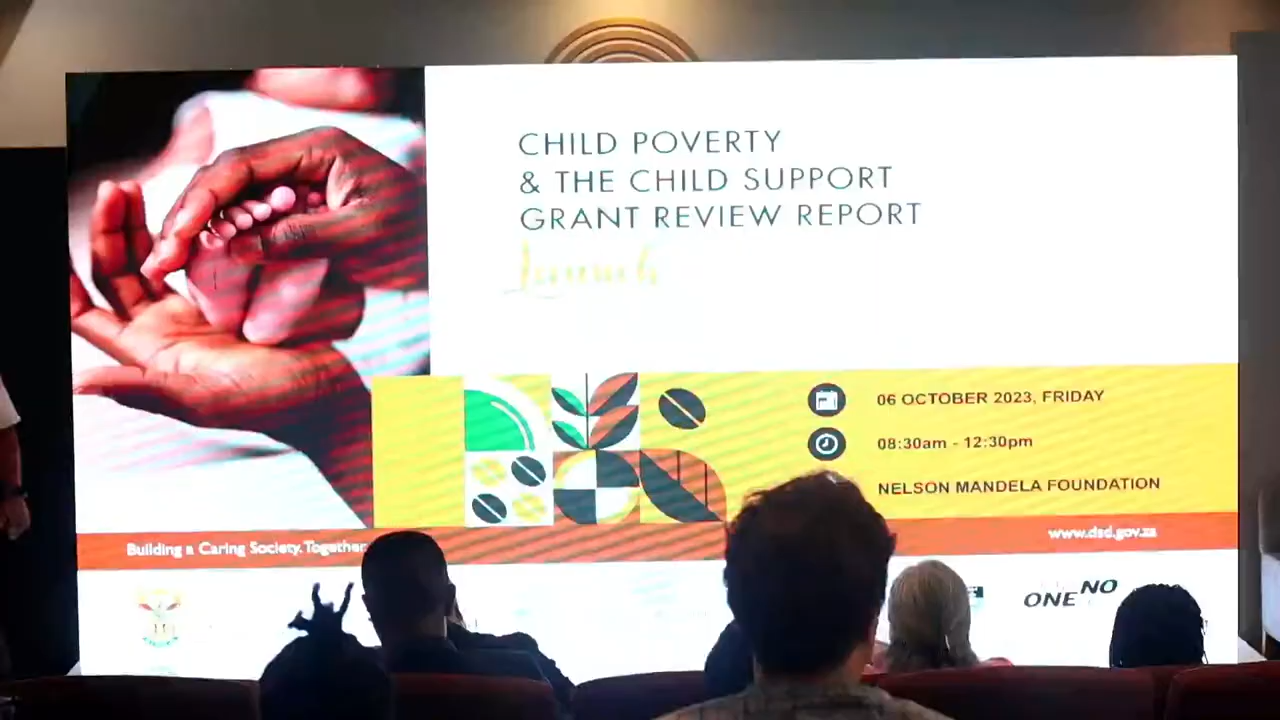 CHILD POVERTY
& THE CHILD SUPPORT
GRANT REVIEW REPORT
Launch
06 OCTOBER 2023, FRIDAY
08:30am - 12:30pm
NELSON MANDELA FOUNDATION
Building a Caring Society. Together.
www.dsd.gov.za
NO
ONE